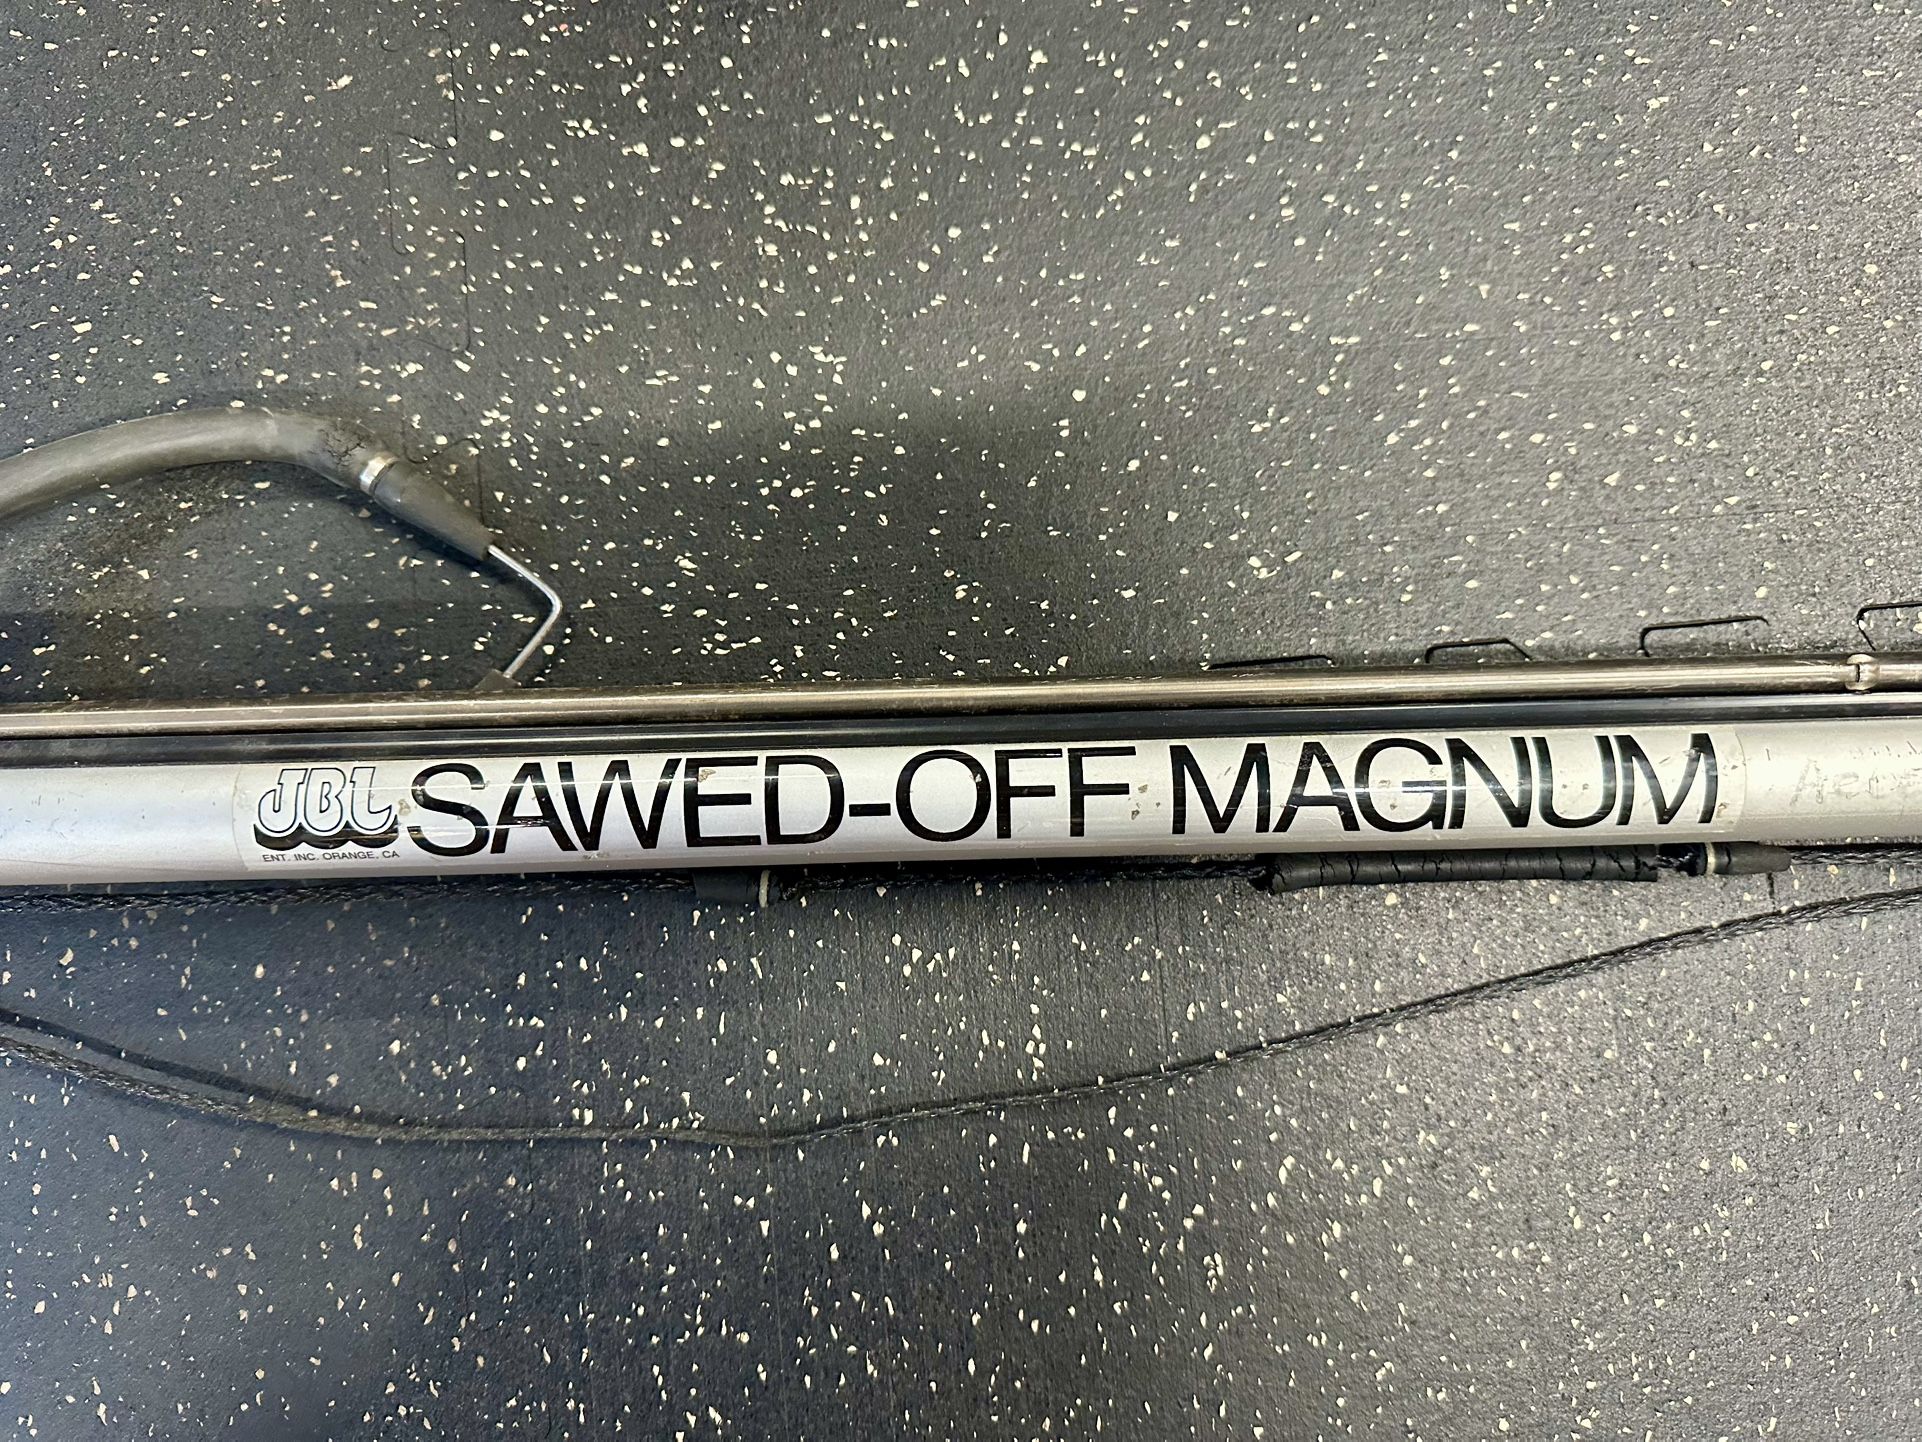 JBL SAWED-OFF MAGNUM
ENT. INC. ORANGE, CA